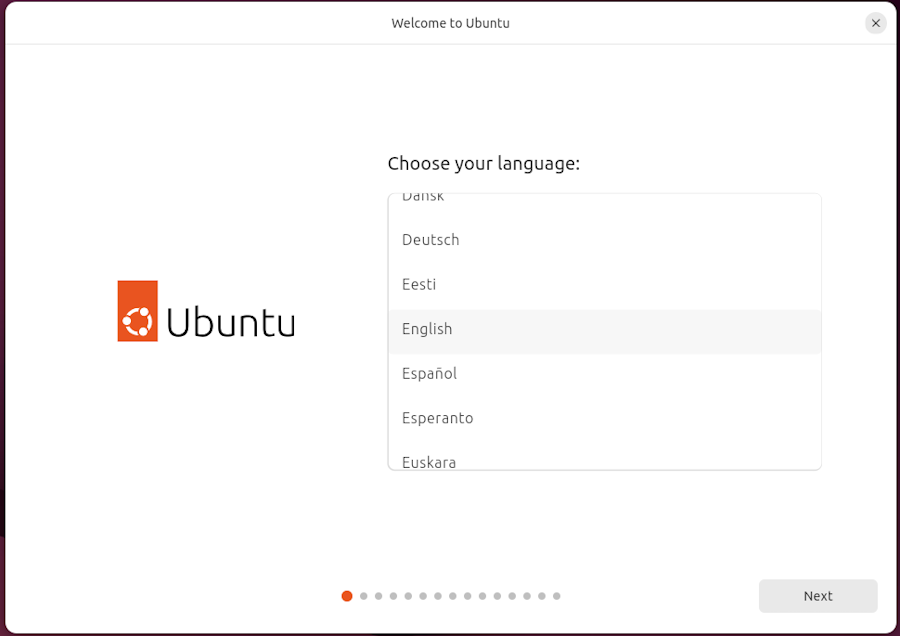 Welcome to Ubuntu
Choose your language:
Dansk
Deutsch
Eesti
English
Español
Esperanto
Euskara
Ubuntu
Next